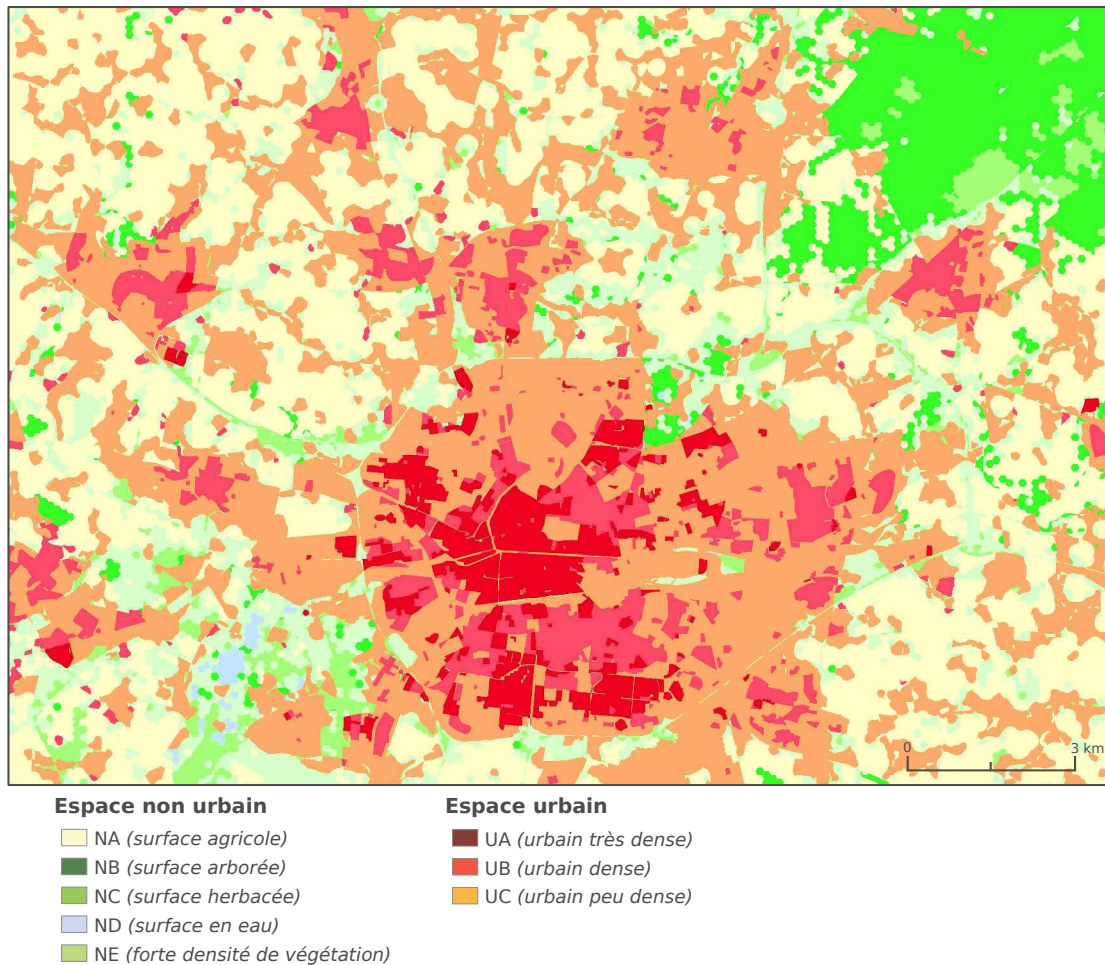 0 3 km
Espace non urbain
NA (surface agricole)
NB (surface arborée)
NC (surface herbacée)
ND (surface en eau)
NE (forte densité de végétation)
Espace urbain
UA (urbain très dense)
UB (urbain dense)
UC (urbain peu dense)